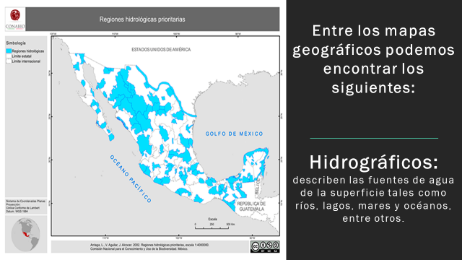 Regiones hidrológicas prioritarias
CONABIO
Simbología
Regiones hidrológicas
Límite estatal
Límite internacional
ESTADOS UNIDOS DE AMÉRICA
GOLFO DE MÉXICO
OCÉANO PACÍFICO
REPÚBLICA DE
GUATEMALA
Escala
Entre los mapas
geográficos podemos
encontrar los
siguientes:
Hidrográficos:
describen las fuentes de agua
de la superficie tales como
ríos, lagos, mares y océanos,
entre otros.